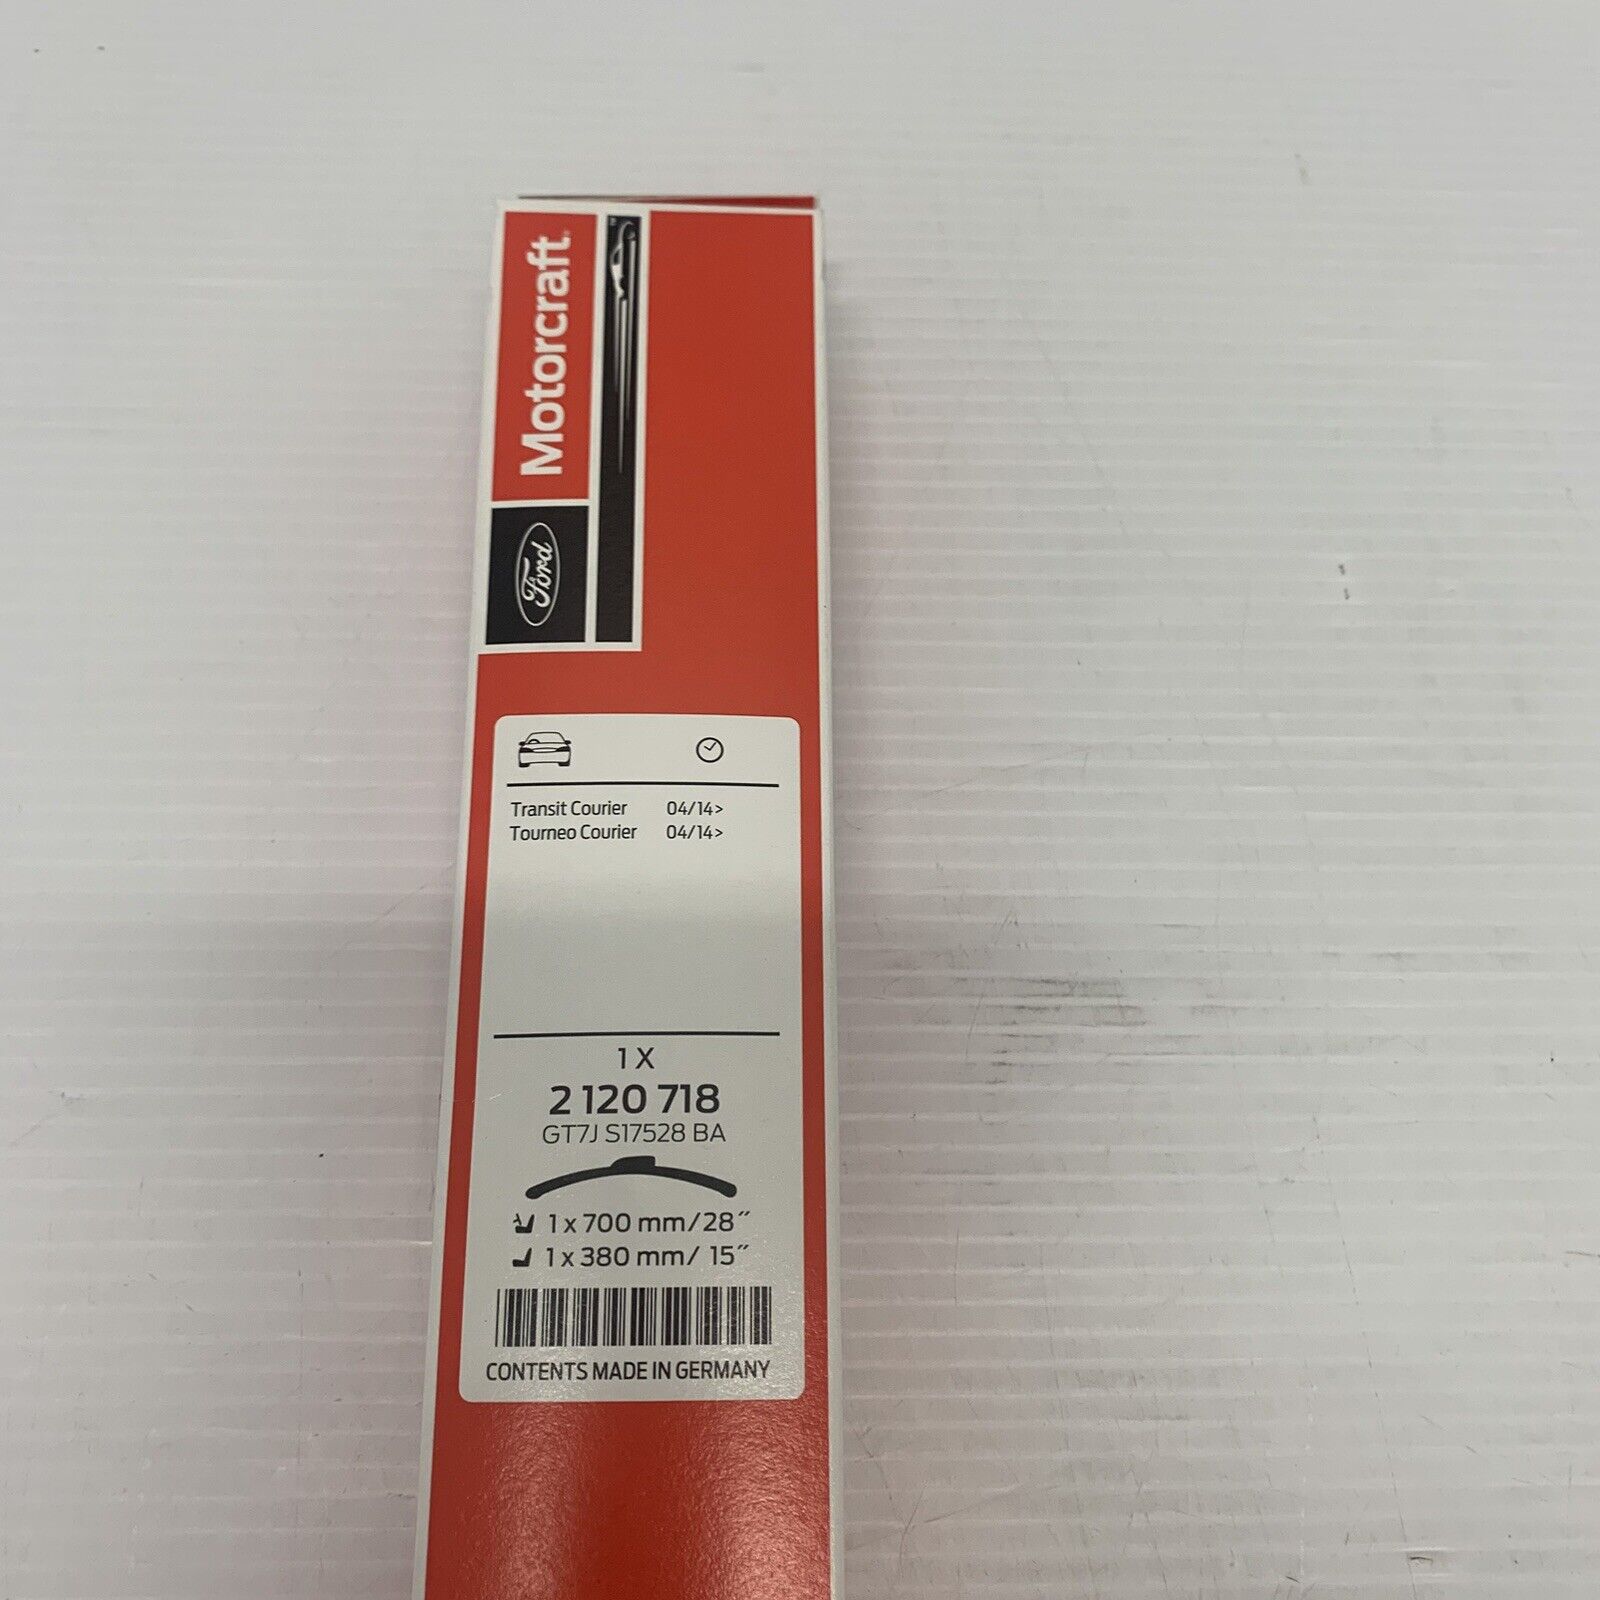 Motorcraft
Ford
Transit Courier 04/14>
Tourneo Courier 04/14>
1 X
2 120 718
GT7J S17528 BA
1 x 700 mm/28″
1 x 380 mm/ 15″
CONTENTS MADE IN GERMANY